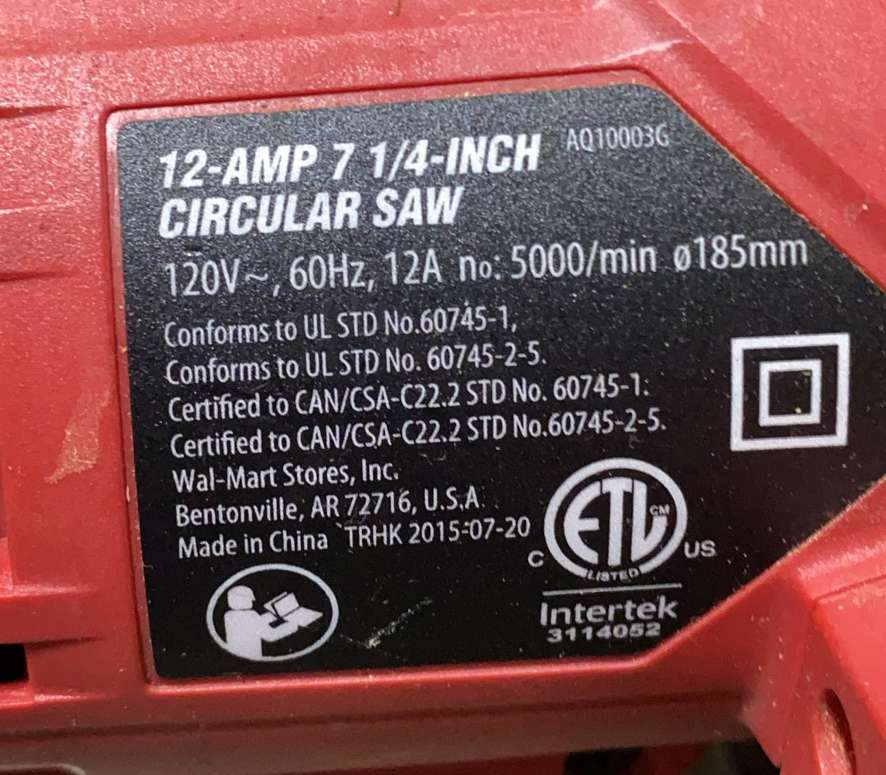 12-AMP 7 1/4-INCH AQ10003G
CIRCULAR SAW
120V~, 60Hz, 12A no: 5000/min ø185mm
Conforms to UL STD No.60745-1,
Conforms to UL STD No. 60745-2-5.
Certified to CAN/CSA-C22.2 STD No. 60745-1.
Certified to CAN/CSA-C22.2 STD No.60745-2-5.
Wal-Mart Stores, Inc.
Bentonville, AR 72716, U.S.A
Made in China TRHK 2015-07-20
ETL CM
C US
LISTED
Intertek
3114052